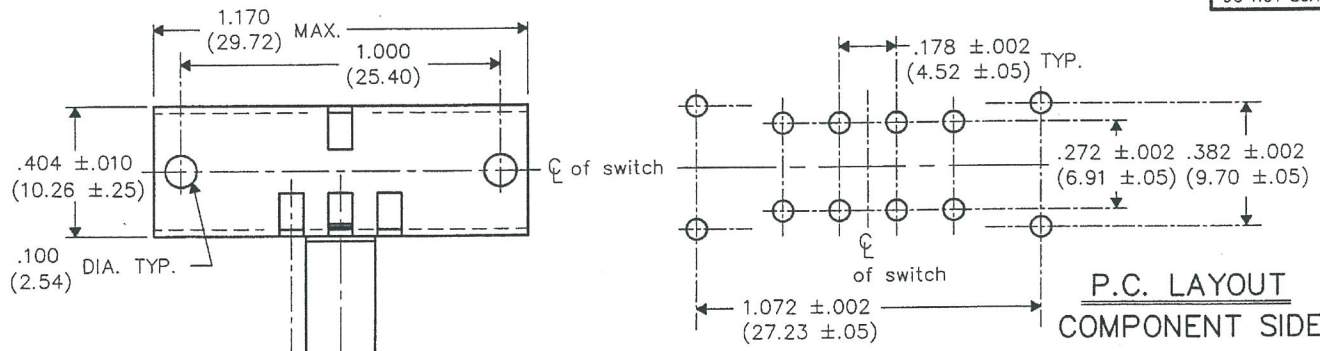 1.170
(29.72) MAX.
1.000
(25.40)
.404 ±.010
(10.26 ±.25)
.100
(2.54) DIA. TYP.
℄ of switch
.178 ±.002
(4.52 ±.05) TYP.
.272 ±.002
(6.91 ±.05)
.382 ±.002
(9.70 ±.05)
℄
of switch
1.072 ±.002
(27.23 ±.05)
P.C. LAYOUT
COMPONENT SIDE